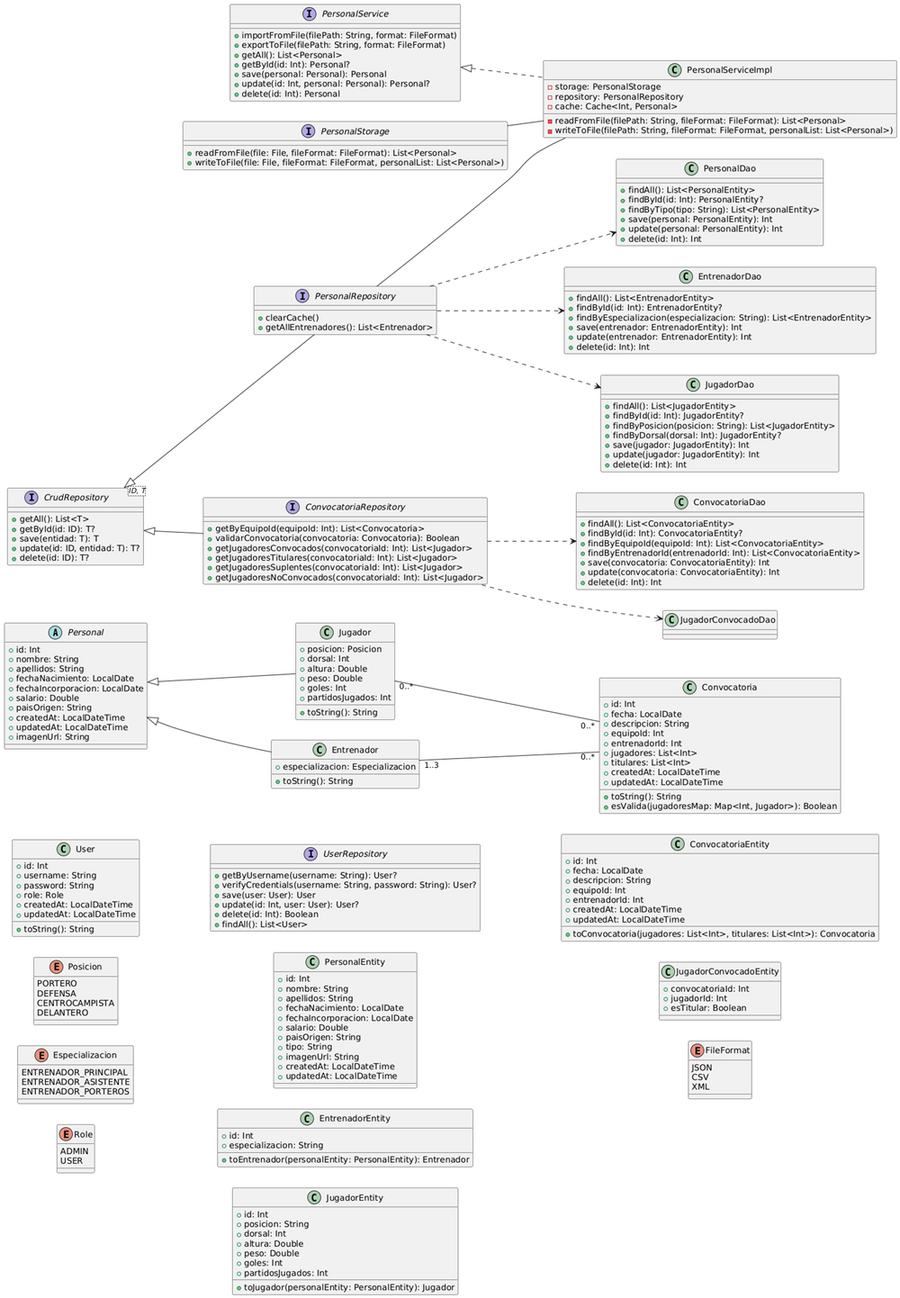 I PersonalService
importFromFile(filePath: String, format: FileFormat)
exportToFile(filePath: String, format: FileFormat)
getAll(): List<Personal>
getById(id: Int): Personal?
save(personal: Personal): Personal
update(id: Int, personal: Personal): Personal?
delete(id: Int): Personal
C PersonalServiceImpl
storage: PersonalStorage
repository: PersonalRepository
cache: Cache<Int, Personal>
readFromFile(filePath: String, fileFormat: FileFormat): List<Personal>
writeToFile(filePath: String, fileFormat: FileFormat, personalList: List<Personal>)
I PersonalStorage
readFromFile(file: File, fileFormat: FileFormat): List<Personal>
writeToFile(file: File, fileFormat: FileFormat, personalList: List<Personal>)
C PersonalDao
findAll(): List<PersonalEntity>
findById(id: Int): PersonalEntity?
findByTipo(tipo: String): List<PersonalEntity>
save(personal: PersonalEntity): Int
update(personal: PersonalEntity): Int
delete(id: Int): Int
I PersonalRepository
clearCache()
getAllEntrenadores(): List<Entrenador>
C EntrenadorDao
findAll(): List<EntrenadorEntity>
findById(id: Int): EntrenadorEntity?
findByEspecializacion(especializacion: String): List<EntrenadorEntity>
save(entrenador: EntrenadorEntity): Int
update(entrenador: EntrenadorEntity): Int
delete(id: Int): Int
C JugadorDao
findAll(): List<JugadorEntity>
findById(id: Int): JugadorEntity?
findByPosicion(posicion: String): List<JugadorEntity>
findByDorsal(dorsal: Int): JugadorEntity?
save(jugador: JugadorEntity): Int
update(jugador: JugadorEntity): Int
delete(id: Int): Int
I CrudRepository
ID, T
getAll(): List<T>
getById(id: ID): T?
save(entidad: T): T
update(id: ID, entidad: T): T?
delete(id: ID): T?
I ConvocatoriaRepository
getByEquipoId(equipoId: Int): List<Convocatoria>
validarConvocatoria(convocatoria: Convocatoria): Boolean
getJugadoresConvocados(convocatoriaId: Int): List<Jugador>
getJugadoresTitulares(convocatoriaId: Int): List<Jugador>
getJugadoresSuplentes(convocatoriaId: Int): List<Jugador>
getJugadoresNoConvocados(convocatoriaId: Int): List<Jugador>
C ConvocatoriaDao
findAll(): List<ConvocatoriaEntity>
findById(id: Int): ConvocatoriaEntity?
findByEquipoId(equipoId: Int): List<ConvocatoriaEntity>
findByEntrenadorId(entrenadorId: Int): List<ConvocatoriaEntity>
save(convocatoria: ConvocatoriaEntity): Int
update(convocatoria: ConvocatoriaEntity): Int
delete(id: Int): Int
C JugadorConvocadoDao
A Personal
id: Int
nombre: String
apellidos: String
fechaNacimiento: LocalDate
fechaIncorporacion: LocalDate
salario: Double
paisOrigen: String
createdAt: LocalDateTime
updatedAt: LocalDateTime
imagenUrl: String
C Jugador
posicion: Posicion
dorsal: Int
altura: Double
peso: Double
goles: Int
partidosJugados: Int
toString(): String
0..*
0..*
C Entrenador
especializacion: Especializacion
toString(): String
1..3
0..*
C Convocatoria
id: Int
fecha: LocalDate
descripcion: String
equipoId: Int
entrenadorId: Int
jugadores: List<Int>
titulares: List<Int>
createdAt: LocalDateTime
updatedAt: LocalDateTime
toString(): String
esValida(jugadoresMap: Map<Int, Jugador>): Boolean
C User
id: Int
username: String
password: String
role: Role
createdAt: LocalDateTime
updatedAt: LocalDateTime
toString(): String
I UserRepository
getByUsername(username: String): User?
verifyCredentials(username: String, password: String): User?
save(user: User): User
update(id: Int, user: User): User?
delete(id: Int): Boolean
findAll(): List<User>
C ConvocatoriaEntity
id: Int
fecha: LocalDate
descripcion: String
equipoId: Int
entrenadorId: Int
createdAt: LocalDateTime
updatedAt: LocalDateTime
toConvocatoria(jugadores: List<Int>, titulares: List<Int>): Convocatoria
E Posicion
PORTERO
DEFENSA
CENTROCAMPISTA
DELANTERO
C PersonalEntity
id: Int
nombre: String
apellidos: String
fechaNacimiento: LocalDate
fechaIncorporacion: LocalDate
salario: Double
paisOrigen: String
tipo: String
imagenUrl: String
createdAt: LocalDateTime
updatedAt: LocalDateTime
C JugadorConvocadoEntity
convocatoriaId: Int
jugadorId: Int
esTitular: Boolean
E Especializacion
ENTRENADOR_PRINCIPAL
ENTRENADOR_ASISTENTE
ENTRENADOR_PORTEROS
E FileFormat
JSON
CSV
XML
E Role
ADMIN
USER
C EntrenadorEntity
id: Int
especializacion: String
toEntrenador(personalEntity: PersonalEntity): Entrenador
C JugadorEntity
id: Int
posicion: String
dorsal: Int
altura: Double
peso: Double
goles: Int
partidosJugados: Int
toJugador(personalEntity: PersonalEntity): Jugador